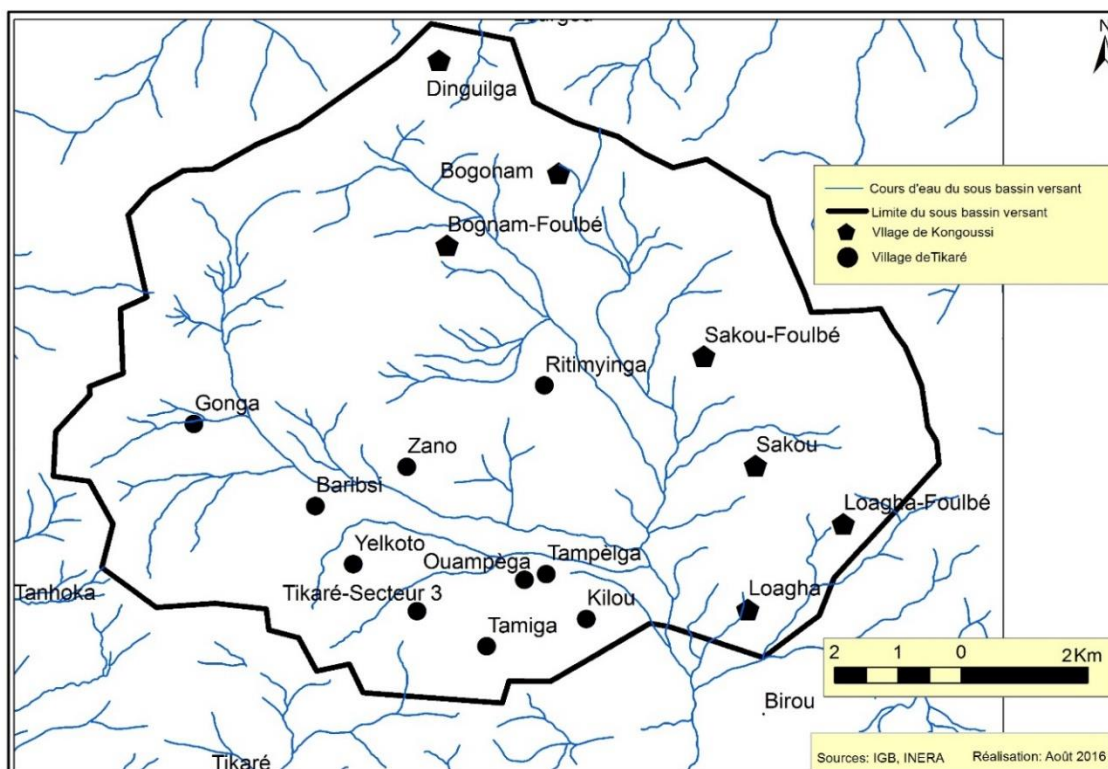 N
Dinguilga
Bogonam
Bognam-Foulbé
Cours d'eau du sous bassin versant
Limite du sous bassin versant
VIlage de Kongoussi
Village deTikaré
Sakou-Foulbé
Ritimyinga
Gonga
Zano
Sakou
Baribsi
Loagha-Foulbé
Yelkoto
Ouampèga
Tampèlga
Tanhoka
Tikaré-Secteur 3
Kilou
Loagha
Tamiga
2 1 0 2Km
Birou
Tikaré
Sources: IGB, INERA Réalisation: Août 2016